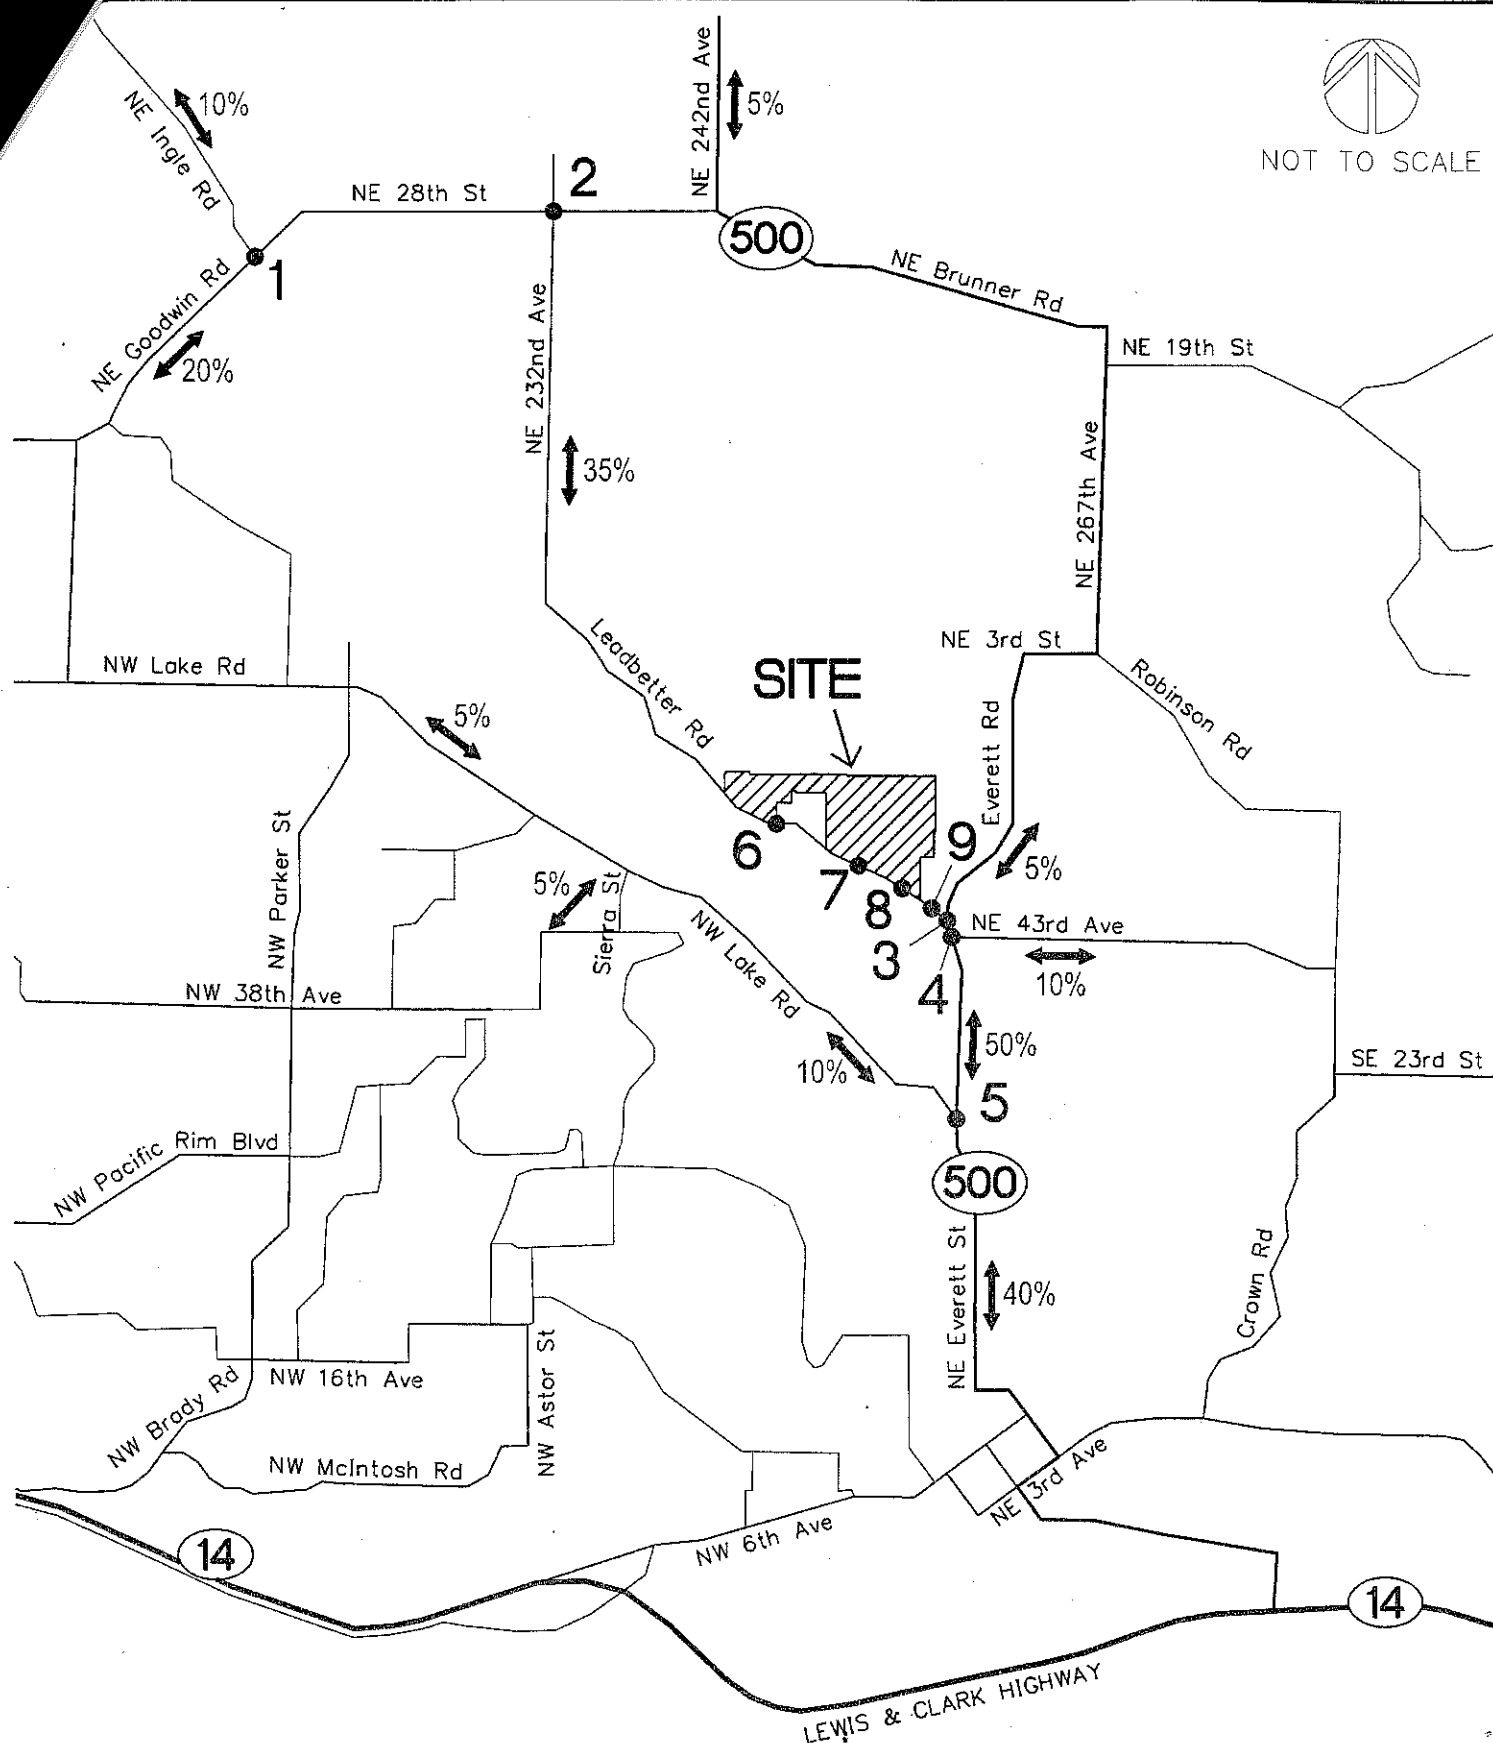 NE 242nd Ave
5%
10%
NE Ingle Rd
NOT TO SCALE
2
NE 28th St
500
1
NE Brunner Rd
NE Goodwin Rd
20%
NE 232nd Ave
NE 19th St
35%
NE 267th Ave
Leadbetter Rd
NE 3rd St
NW Lake Rd
SITE
Robinson Rd
5%
Everett Rd
NW Parker St
6
9
5%
7
8
5%
Sierra St
NW Lake Rd
3
NE 43rd Ave
4
10%
NW 38th Ave
50%
10%
SE 23rd St
5
NW Pacific Rim Blvd
500
NE Everett St
40%
Crown Rd
NW 16th Ave
NW Brady Rd
NW Astor St
NW McIntosh Rd
NE 3rd Ave
NW 6th Ave
14
14
LEWIS & CLARK HIGHWAY